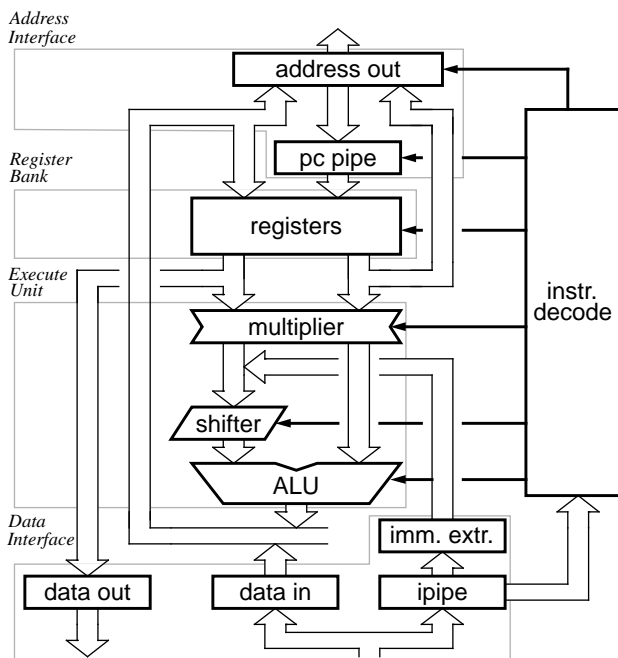 Address
Interface
address out
pc pipe
Register
Bank
registers
Execute
Unit
instr.
decode
multiplier
shifter
ALU
Data
Interface
imm. extr.
data out
data in
ipipe